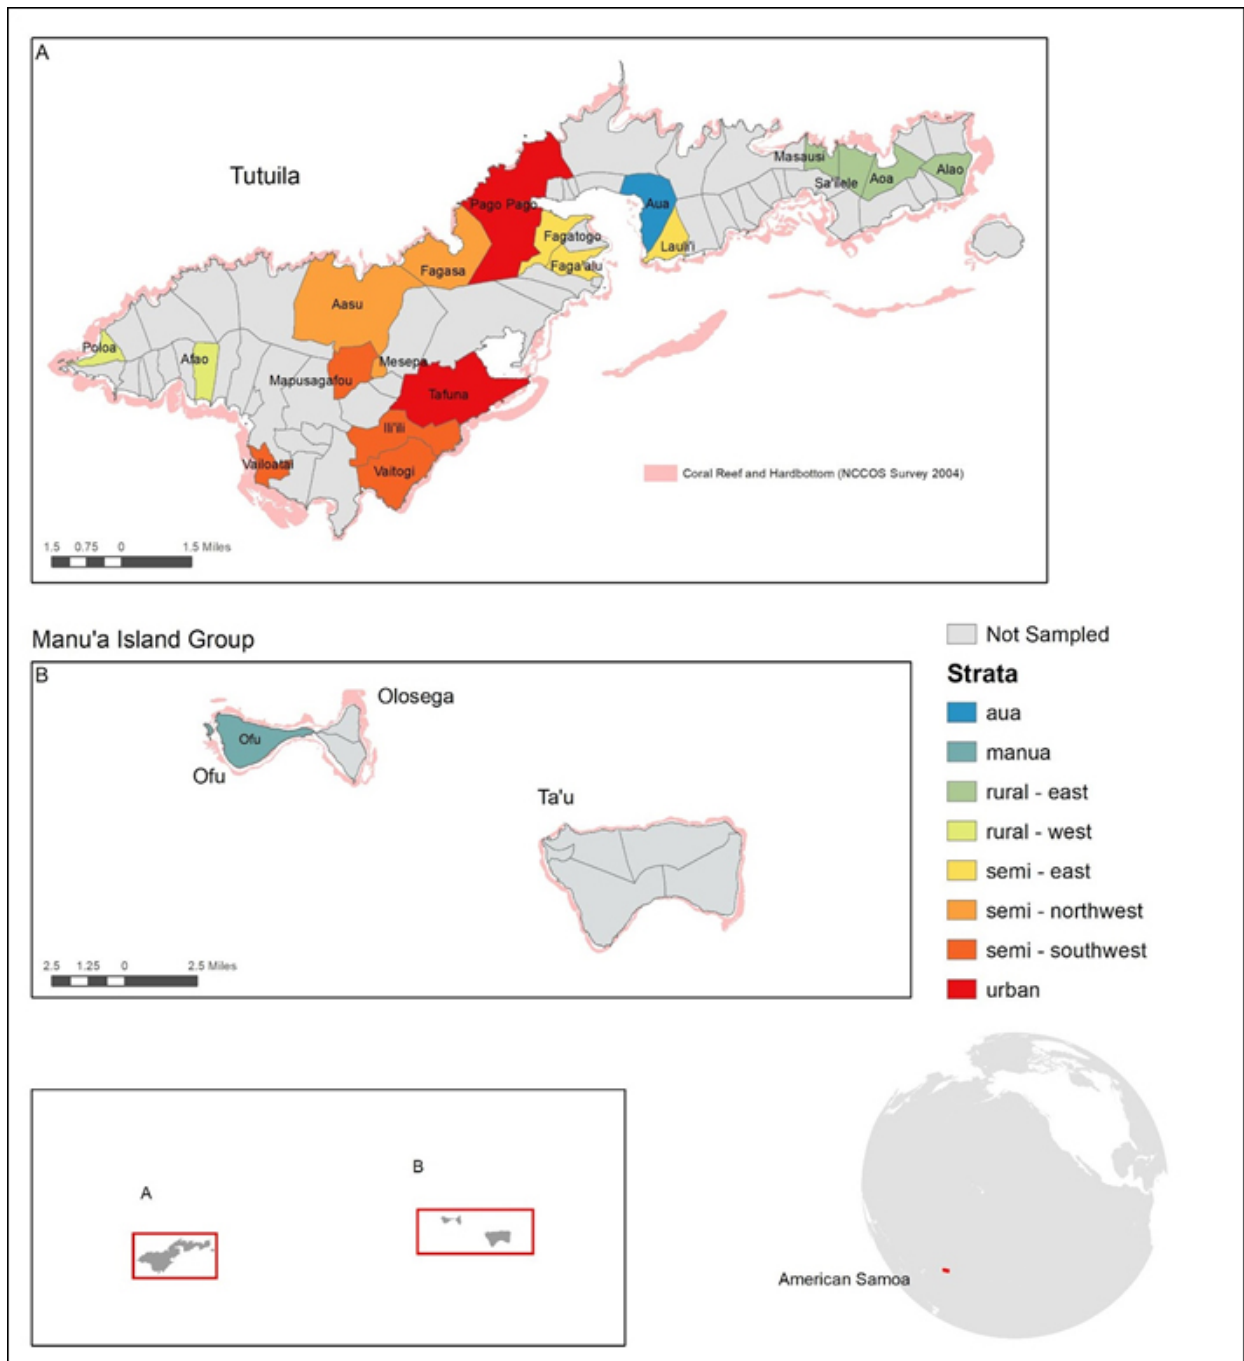 A
Tutuila
Masausi
Sa'ilele
Aoa
Alao
Pago Pago
Aua
Fagatogo
Lauli'i
Faga'alu
Fagasa
Aasu
Poloa
Afao
Mesepa
Mapusagafou
Tafuna
Ili'ili
Vailoatai
Vaitogi
Coral Reef and Hardbottom (NCCOS Survey 2004)
1.5 0.75 0 1.5 Miles
Manu'a Island Group
B
Olosega
Ofu
Ofu
Ta'u
2.5 1.25 0 2.5 Miles
Not Sampled
Strata
aua
manua
rural - east
rural - west
semi - east
semi - northwest
semi - southwest
urban
A
B
American Samoa